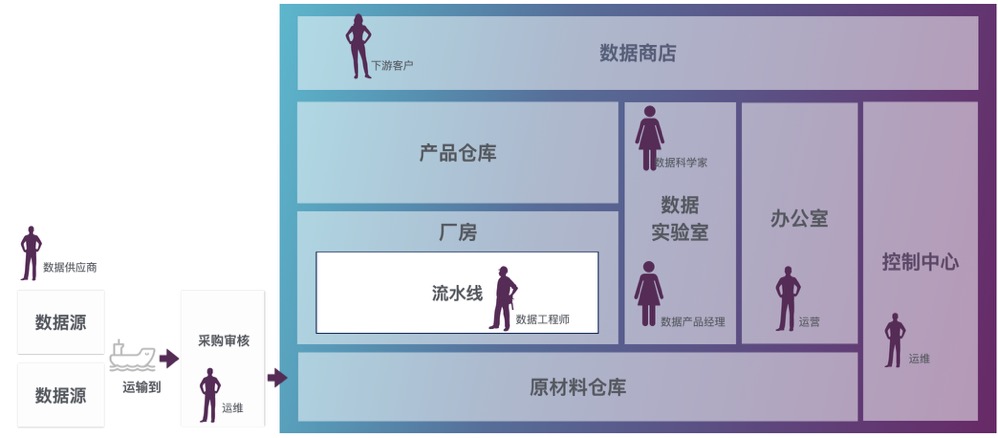 数据供应商
数据源
数据源
运输到
采购审核
运维
下游客户
数据商店
产品仓库
厂房
流水线
数据工程师
数据科学家
数据
实验室
数据产品经理
办公室
运营
控制中心
运维
原材料仓库